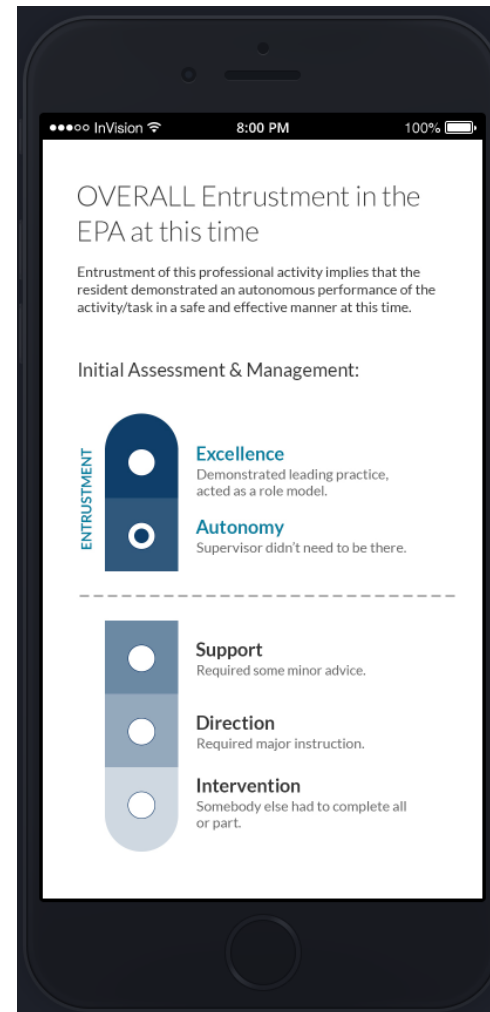 ●●●○○ InVision 8:00 PM 100%
OVERALL Entrustment in the
EPA at this time
Entrustment of this professional activity implies that the
resident demonstrated an autonomous performance of the
activity/task in a safe and effective manner at this time.
Initial Assessment & Management:
ENTRUSTMENT
Excellence
Demonstrated leading practice,
acted as a role model.
Autonomy
Supervisor didn't need to be there.
Support
Required some minor advice.
Direction
Required major instruction.
Intervention
Somebody else had to complete all
or part.